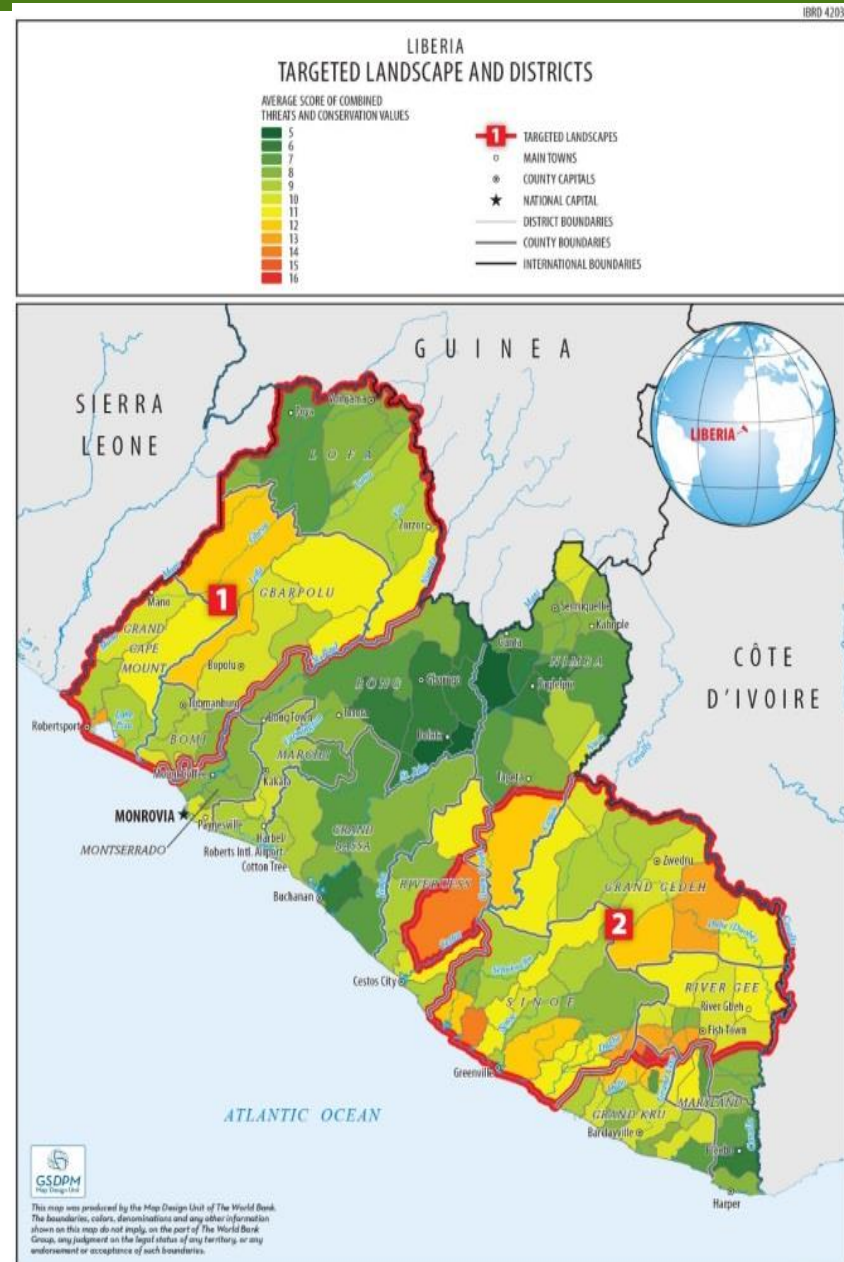 IBRD 4203
LIBERIA
TARGETED LANDSCAPE AND DISTRICTS
AVERAGE SCORE OF COMBINED
THREATS AND CONSERVATION VALUES
5
6
7
8
9
10
11
12
13
14
15
16
1 TARGETED LANDSCAPES
MAIN TOWNS
COUNTY CAPITALS
NATIONAL CAPITAL
DISTRICT BOUNDARIES
COUNTY BOUNDARIES
INTERNATIONAL BOUNDARIES
GUINEA
SIERRA
LEONE
LIBERIA
LOFA
Zorzor
1
GBARPOLU
Mano
GRAND
CAPE
MOUNT
Bopolu
Tubmanburg
Robertsport
BOMI
BONG
Gbarnga
NIMBA
Sanniquellie
Kahnple
Ganta
CÔTE
D'IVOIRE
Bong Town
MARGIBI
Kakata
St. John
Tapeta
Cavally
MONROVIA
Paynesville
MONTSERRADO
Harbel
Roberts Intl. Airport
Cotton Tree
GRAND
BASSA
Buchanan
RIVERCESS
Zwedru
GRAND GEDEH
2
Cestos City
SINOE
RIVER GEE
River Gbeh
Fish Town
Greenville
GRAND KRU
MARYLAND
Barclayville
Harper
ATLANTIC OCEAN
GSDPM
Map Design Unit
This map was produced by the Map Design Unit of The World Bank.
The boundaries, colors, denominations and any other information
shown on this map do not imply, on the part of The World Bank
Group, any judgment on the legal status of any territory, or any
endorsement or acceptance of such boundaries.